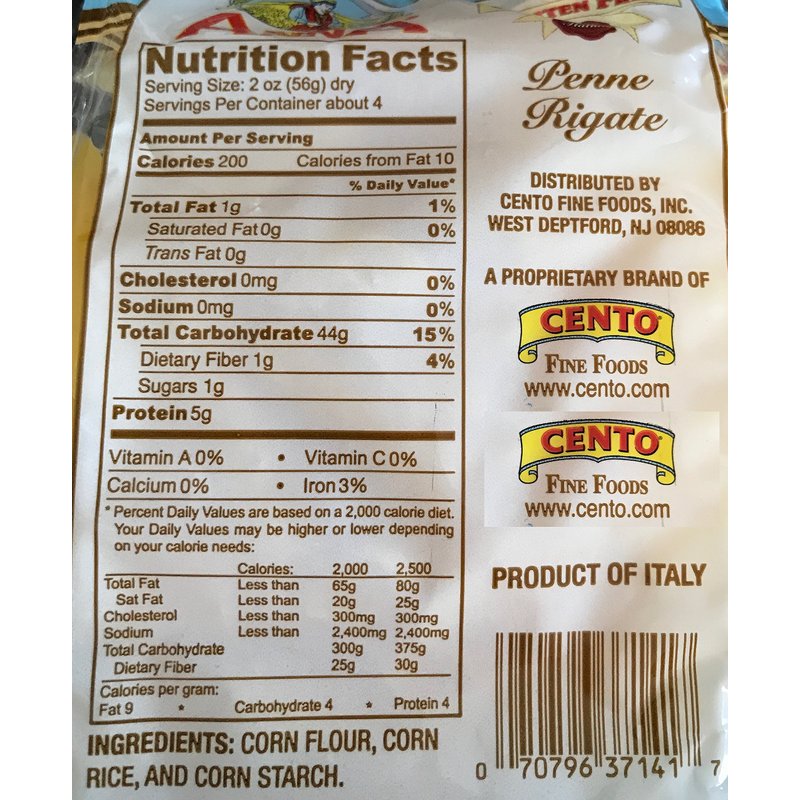 Nutrition Facts
Serving Size: 2 oz (56g) dry
Servings Per Container about 4
Amount Per Serving
Calories 200 Calories from Fat 10
% Daily Value*
Total Fat 1g 1%
Saturated Fat 0g 0%
Trans Fat 0g
Cholesterol 0mg 0%
Sodium 0mg 0%
Total Carbohydrate 44g 15%
Dietary Fiber 1g 4%
Sugars 1g
Protein 5g
Vitamin A 0% • Vitamin C 0%
Calcium 0% • Iron 3%
* Percent Daily Values are based on a 2,000 calorie diet.
Your Daily Values may be higher or lower depending
on your calorie needs:
Calories: 2,000 2,500
Total Fat Less than 65g 80g
Sat Fat Less than 20g 25g
Cholesterol Less than 300mg 300mg
Sodium Less than 2,400mg 2,400mg
Total Carbohydrate 300g 375g
Dietary Fiber 25g 30g
Calories per gram:
Fat 9 * Carbohydrate 4 * Protein 4
INGREDIENTS: CORN FLOUR, CORN
RICE, AND CORN STARCH.
Penne
Rigate
DISTRIBUTED BY
CENTO FINE FOODS, INC.
WEST DEPTFORD, NJ 08086
A PROPRIETARY BRAND OF
CENTO®
FINE FOODS
www.cento.com
CENTO®
FINE FOODS
www.cento.com
PRODUCT OF ITALY
0 70796 37141 7